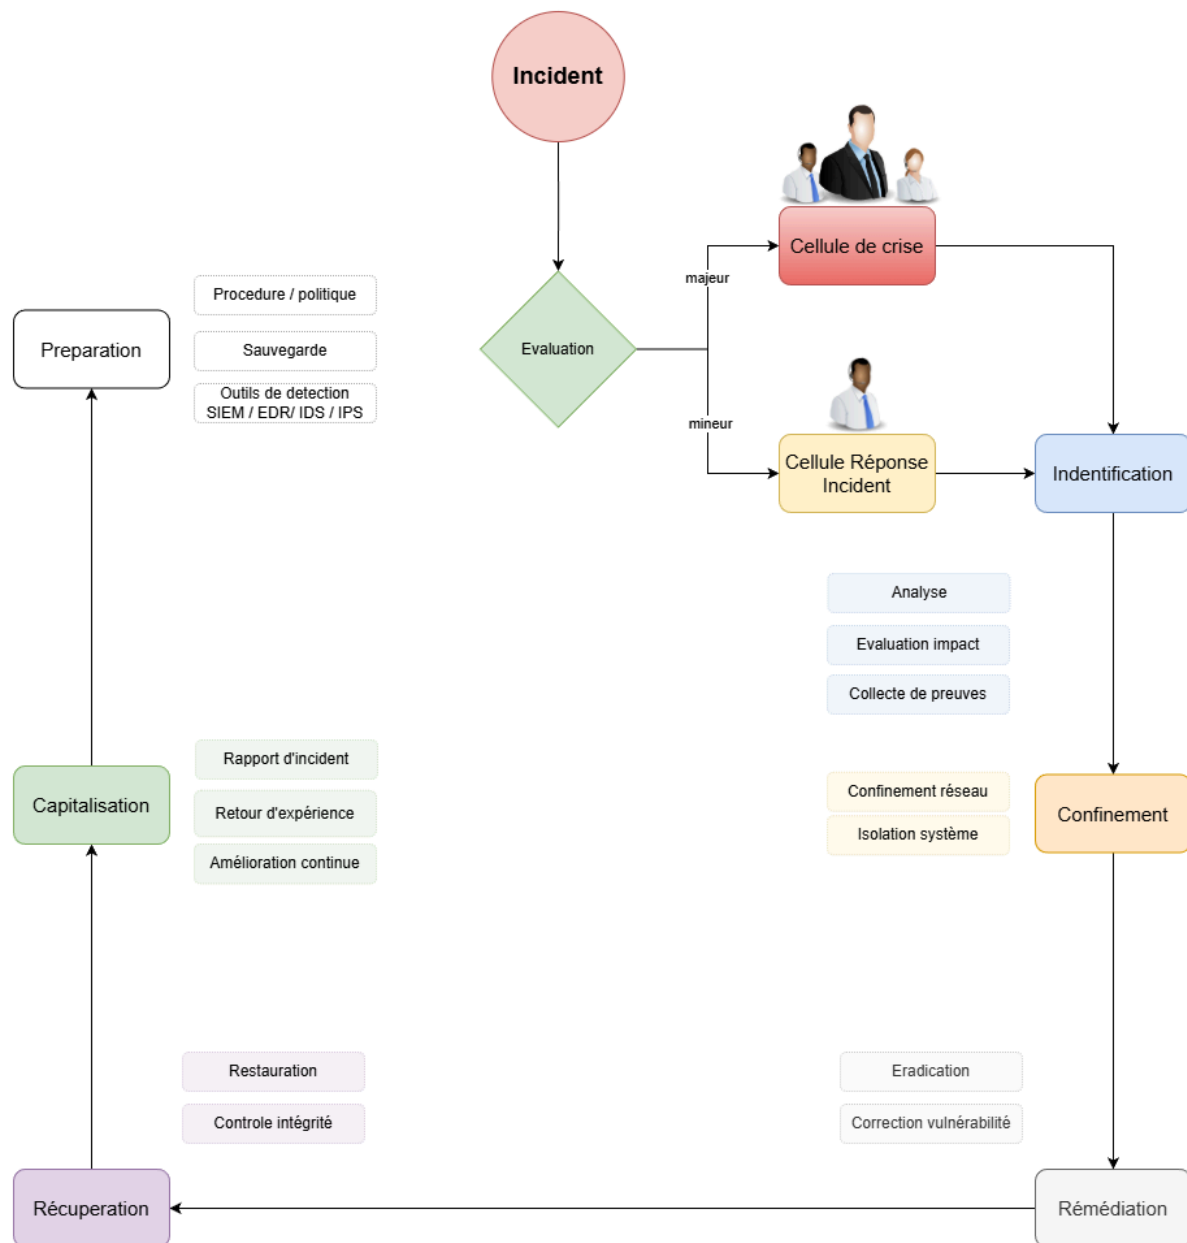 Incident
Cellule de crise
majeur
Procedure / politique
Preparation
Sauvegarde
Evaluation
Outils de detection
SIEM / EDR/ IDS / IPS
mineur
Cellule Réponse
Incident
Indentification
Analyse
Evaluation impact
Collecte de preuves
Rapport d'incident
Capitalisation
Retour d'expérience
Amélioration continue
Confinement réseau
Confinement
Isolation système
Restauration
Controle intégrité
Eradication
Correction vulnérabilité
Récuperation
Rémédiation